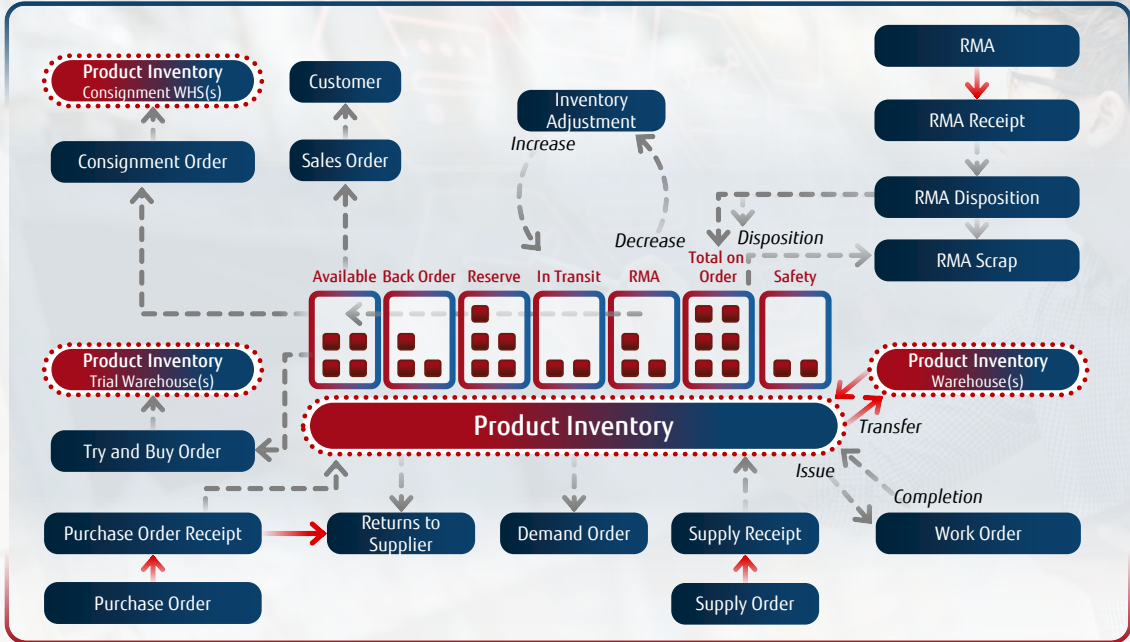 Product Inventory
Consignment WHS(s)
Customer
RMA
Inventory
Adjustment
RMA Receipt
Increase
Consignment Order
Sales Order
RMA Disposition
Decrease
Disposition
RMA Scrap
Available
Back Order
Reserve
In Transit
RMA
Total on
Order
Safety
Product Inventory
Trial Warehouse(s)
Product Inventory
Warehouse(s)
Product Inventory
Transfer
Try and Buy Order
Issue
Completion
Purchase Order Receipt
Returns to
Supplier
Demand Order
Supply Receipt
Work Order
Purchase Order
Supply Order